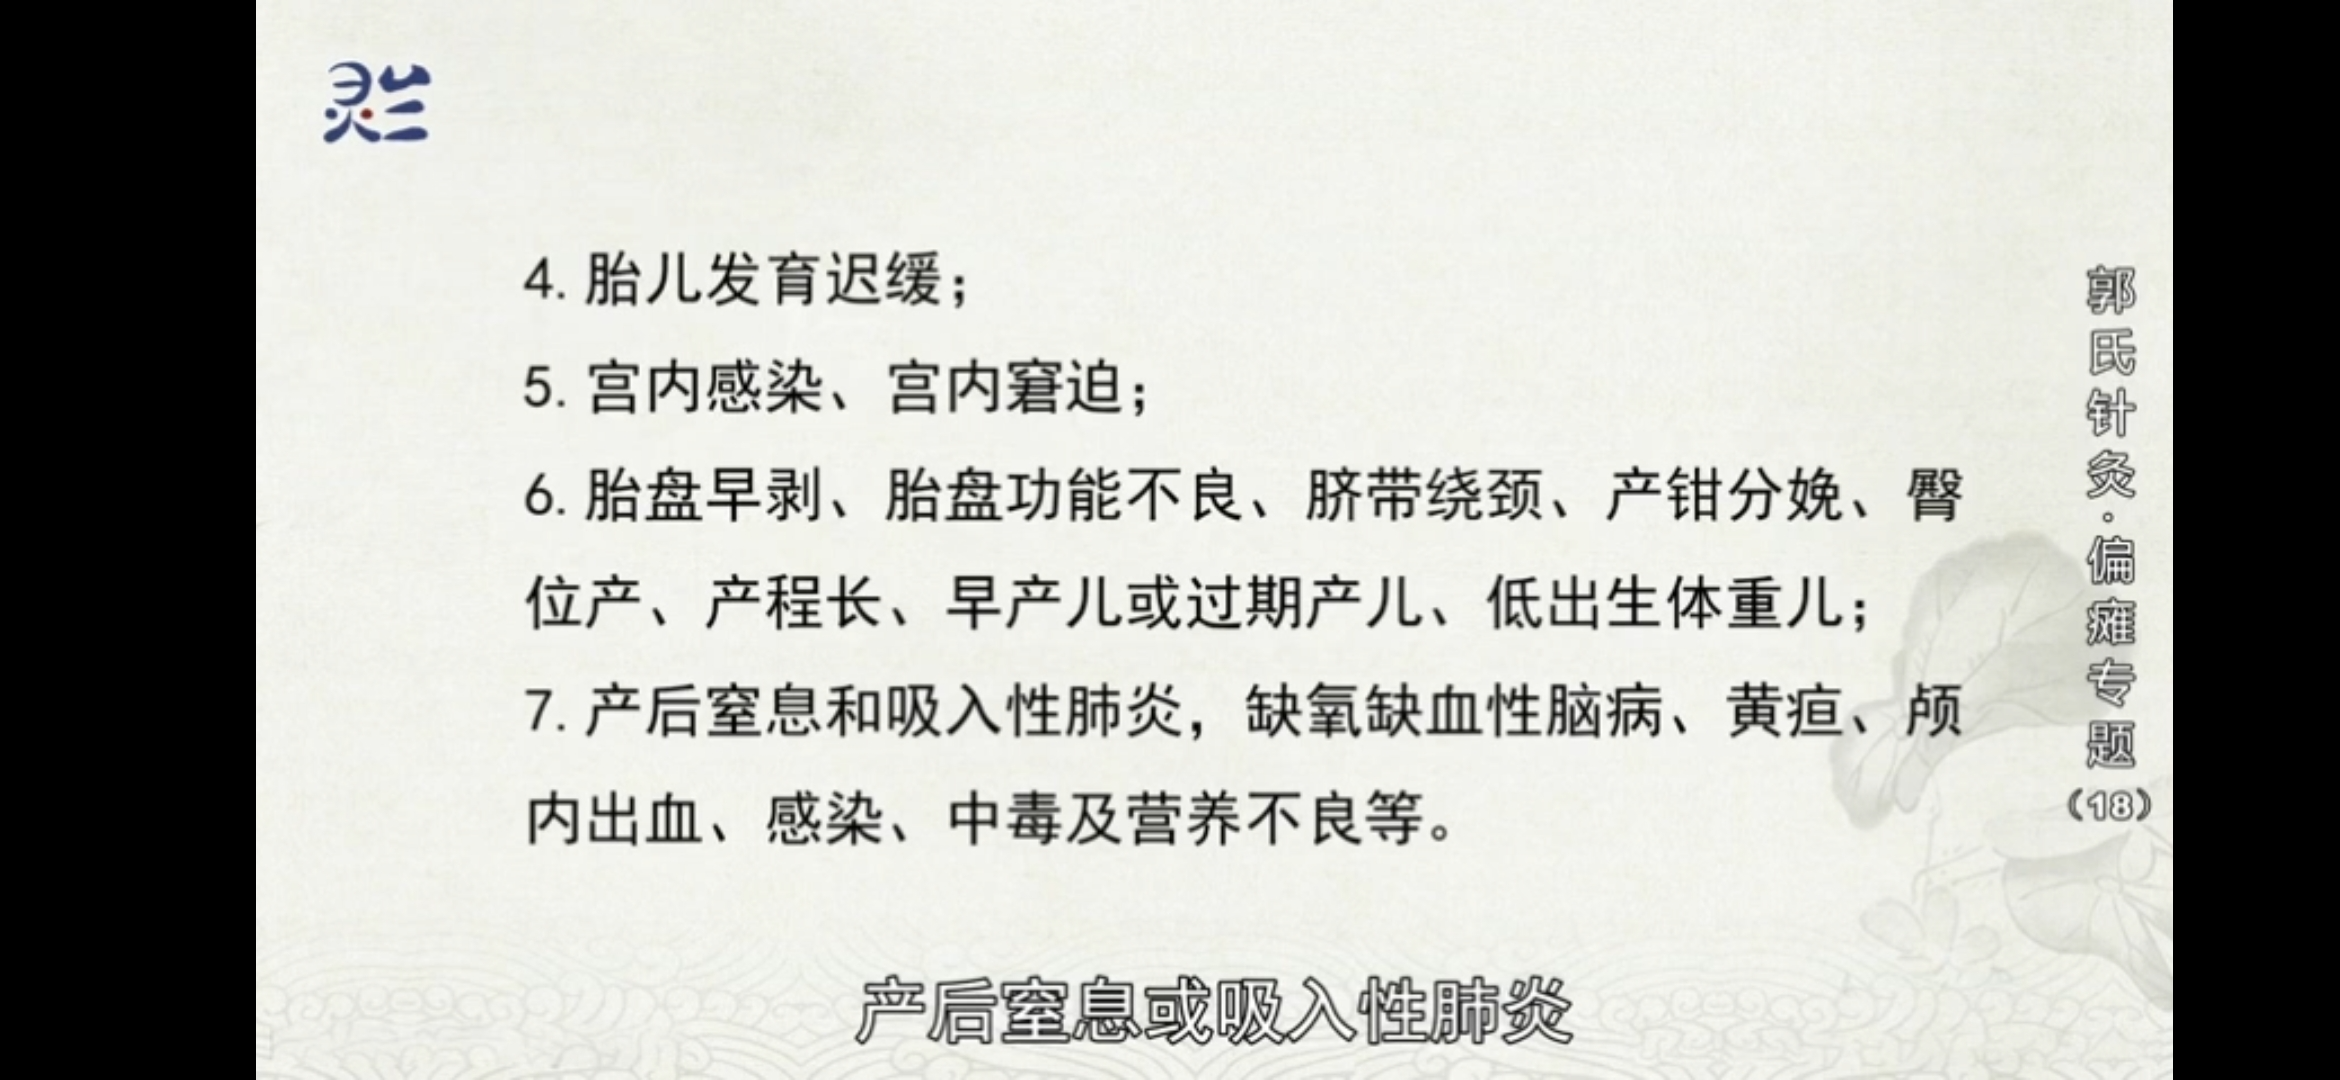 灵兰
4. 胎儿发育迟缓；
5. 宫内感染、宫内窘迫；
6. 胎盘早剥、胎盘功能不良、脐带绕颈、产钳分娩、臀
位产、产程长、早产儿或过期产儿、低出生体重儿；
7. 产后窒息和吸入性肺炎，缺氧缺血性脑病、黄疸、颅
内出血、感染、中毒及营养不良等。
产后窒息或吸入性肺炎
郭氏针灸·偏瘫专题（18）